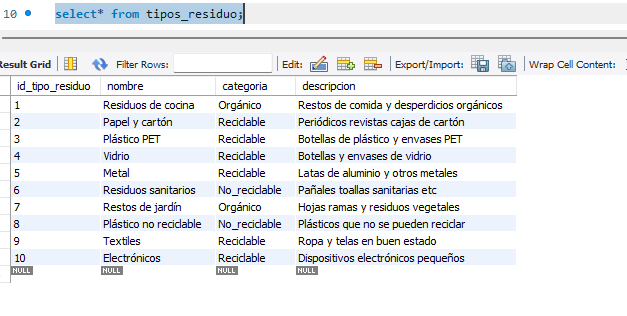 10 select* from tipos_residuo;
Result Grid Filter Rows: Edit: Export/Import: Wrap Cell Content:
id_tipo_residuo nombre categoria descripcion
1 Residuos de cocina Orgánico Restos de comida y desperdicios orgánicos
2 Papel y cartón Reciclable Periódicos revistas cajas de cartón
3 Plástico PET Reciclable Botellas de plástico y envases PET
4 Vidrio Reciclable Botellas y envases de vidrio
5 Metal Reciclable Latas de aluminio y otros metales
6 Residuos sanitarios No_reciclable Pañales toallas sanitarias etc
7 Restos de jardín Orgánico Hojas ramas y residuos vegetales
8 Plástico no reciclable No_reciclable Plásticos que no se pueden reciclar
9 Textiles Reciclable Ropa y telas en buen estado
10 Electrónicos Reciclable Dispositivos electrónicos pequeños
NULL NULL NULL NULL